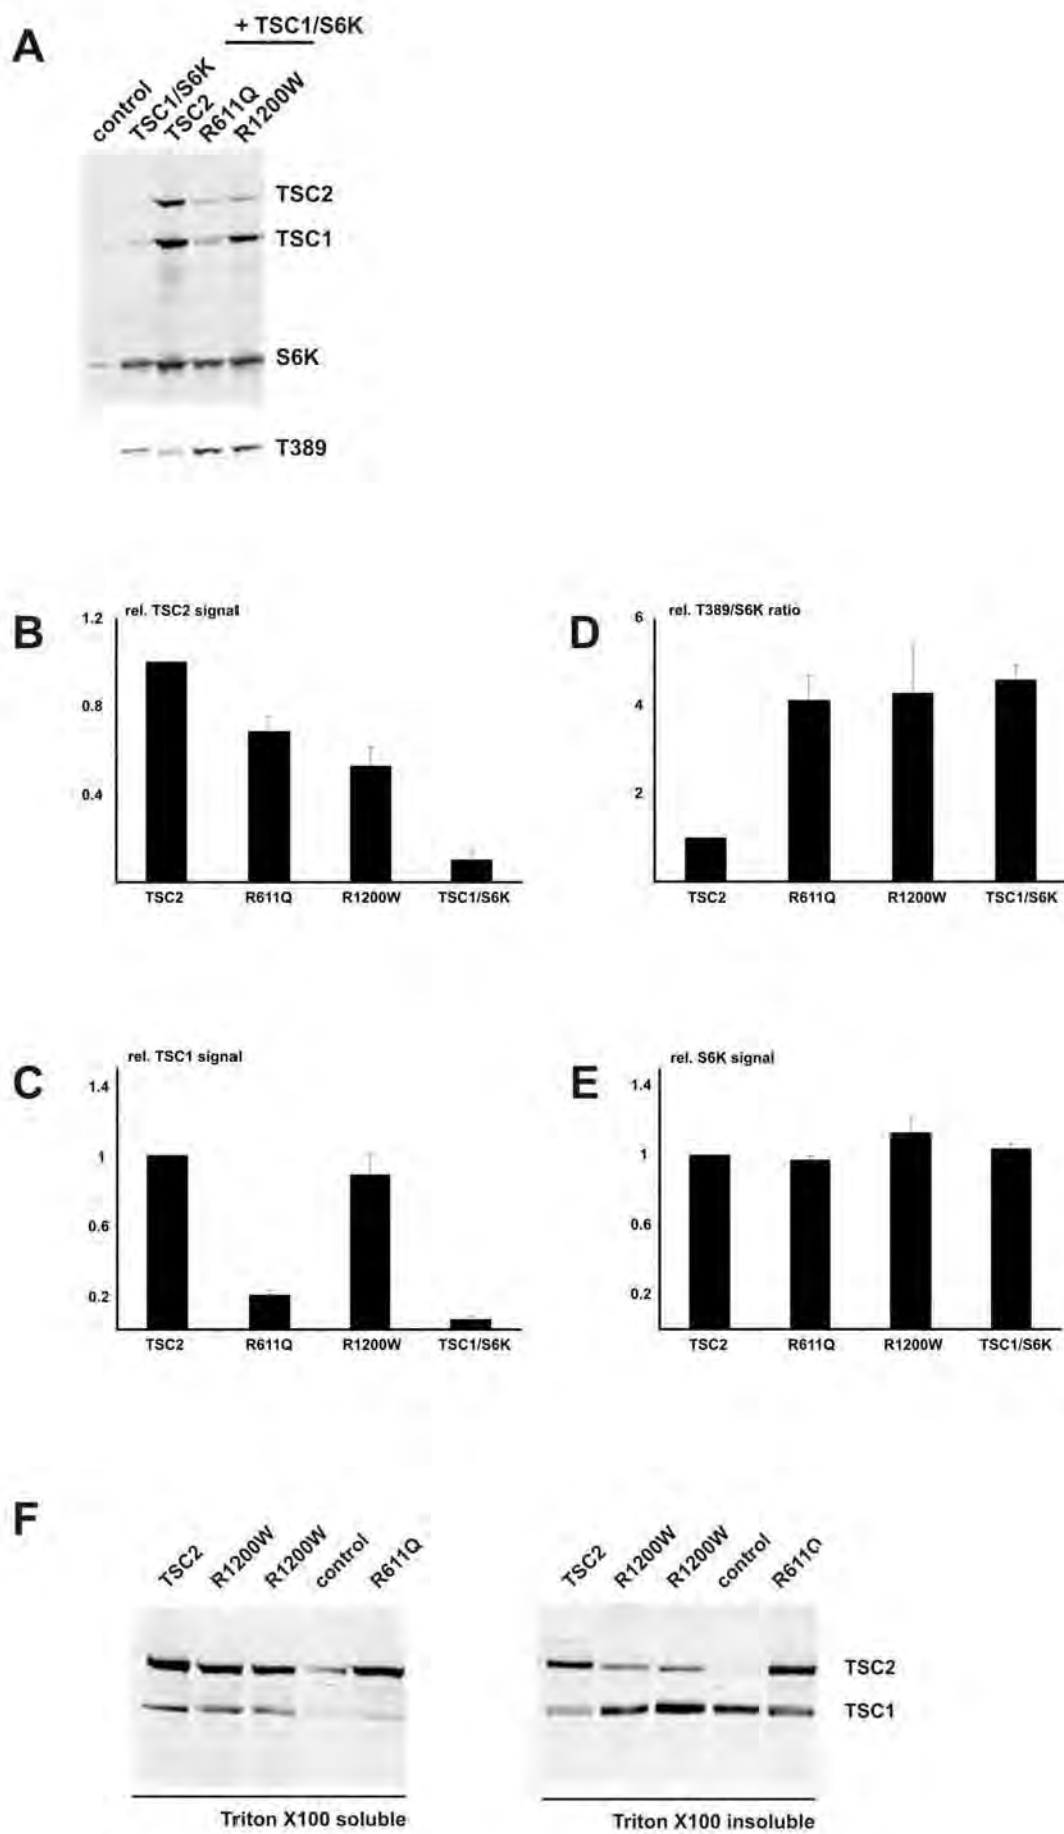 A
+ TSC1/S6K
control
TSC1/S6K
TSC2
R611Q
R1200W
TSC2
TSC1
S6K
T389
B
rel. TSC2 signal
1.2
0.8
0.4
TSC2 R611Q R1200W TSC1/S6K
D
rel. T389/S6K ratio
6
4
2
TSC2 R611Q R1200W TSC1/S6K
C
rel. TSC1 signal
1.4
1
0.6
0.2
TSC2 R611Q R1200W TSC1/S6K
E
rel. S6K signal
1.4
1
0.6
0.2
TSC2 R611Q R1200W TSC1/S6K
F
TSC2
R1200W
R1200W
control
R611Q
Triton X100 soluble
TSC2
R1200W
R1200W
control
R611Q
TSC2
TSC1
Triton X100 insoluble